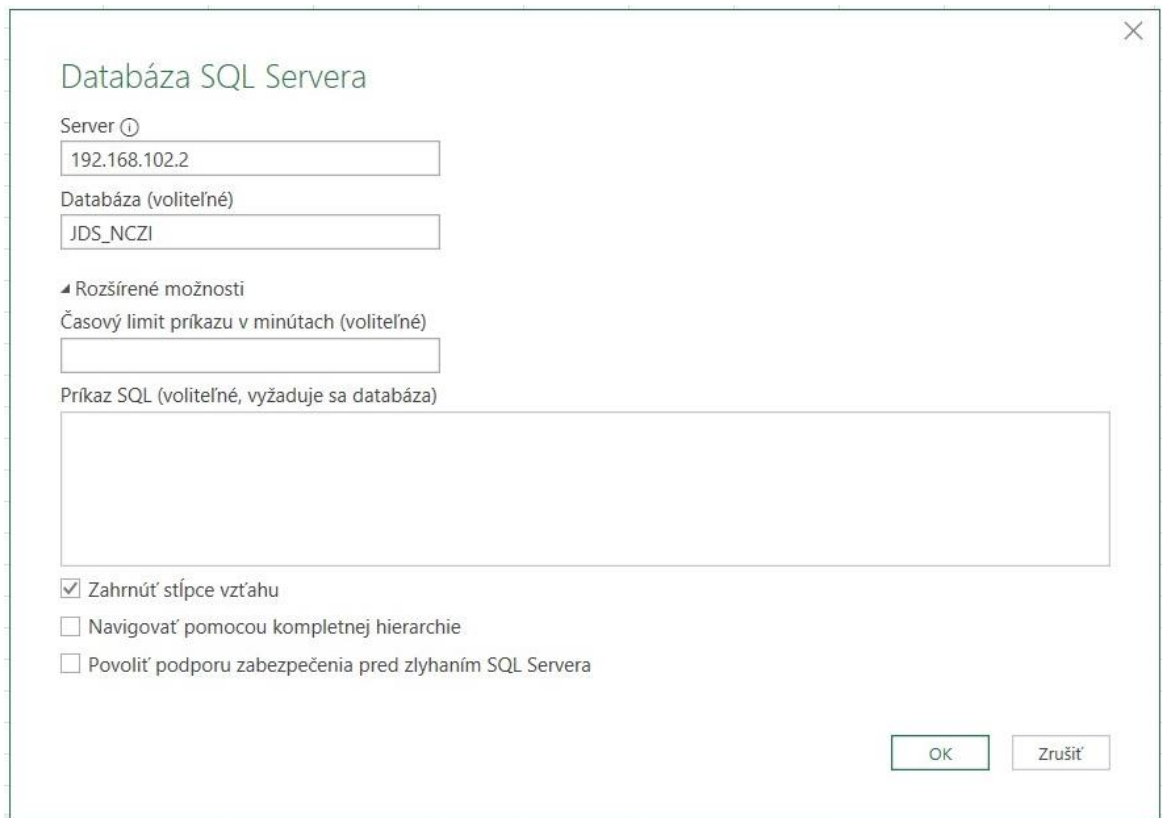 Databáza SQL Servera
Server
192.168.102.2
Databáza (voliteľné)
JDS_NCZI
Rozšírené možnosti
Časový limit príkazu v minútach (voliteľné)
Príkaz SQL (voliteľné, vyžaduje sa databáza)
Zahrnúť stĺpce vzťahu
Navigovať pomocou kompletnej hierarchie
Povoliť podporu zabezpečenia pred zlyhaním SQL Servera
OK Zrušiť